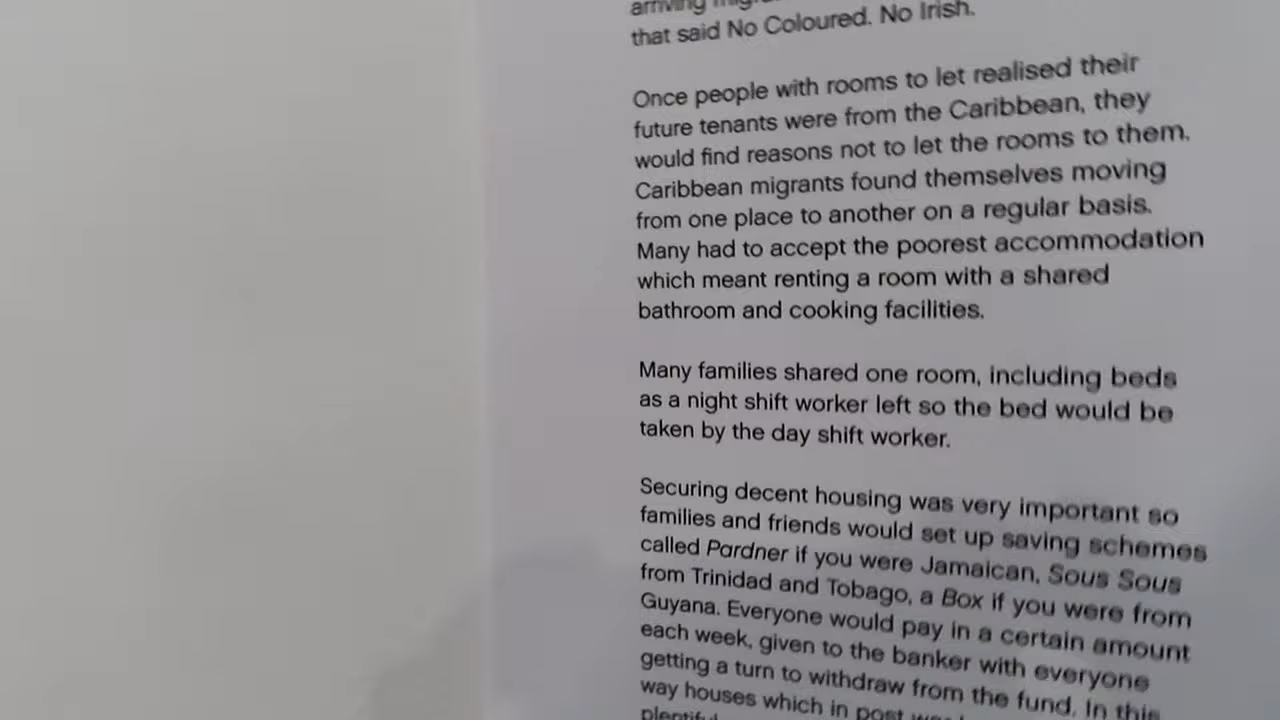 arriving
that said No Coloured. No Irish.
Once people with rooms to let realised their
future tenants were from the Caribbean, they
would find reasons not to let the rooms to them.
Caribbean migrants found themselves moving
from one place to another on a regular basis.
Many had to accept the poorest accommodation
which meant renting a room with a shared
bathroom and cooking facilities.
Many families shared one room, including beds
as a night shift worker left so the bed would be
taken by the day shift worker.
Securing decent housing was very important so
families and friends would set up saving schemes
called Pardner if you were Jamaican, Sous Sous
from Trinidad and Tobago, a Box if you were from
Guyana. Everyone would pay in a certain amount
each week, given to the banker with everyone
getting a turn to withdraw from the fund. In this
way houses which in post